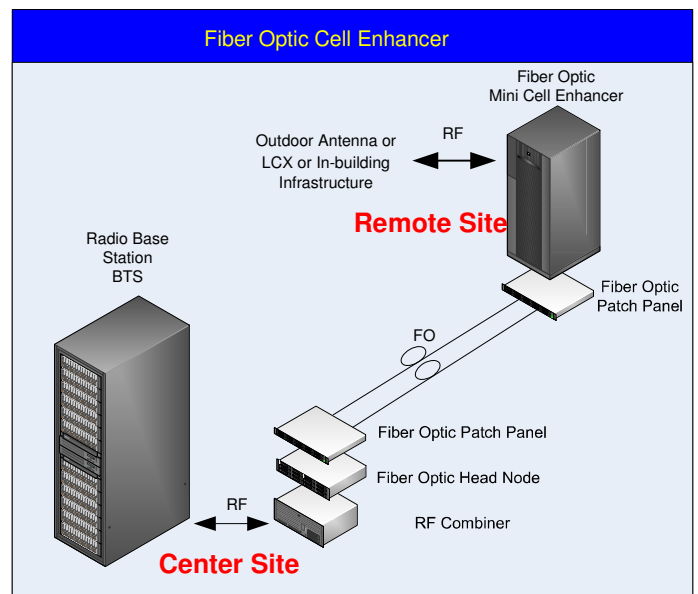 Fiber Optic Cell Enhancer
Fiber Optic
Mini Cell Enhancer
RF
Outdoor Antenna or
LCX or In-building
Infrastructure
Remote Site
Radio Base
Station
BTS
Fiber Optic
Patch Panel
FO
Fiber Optic Patch Panel
Fiber Optic Head Node
RF
RF Combiner
Center Site